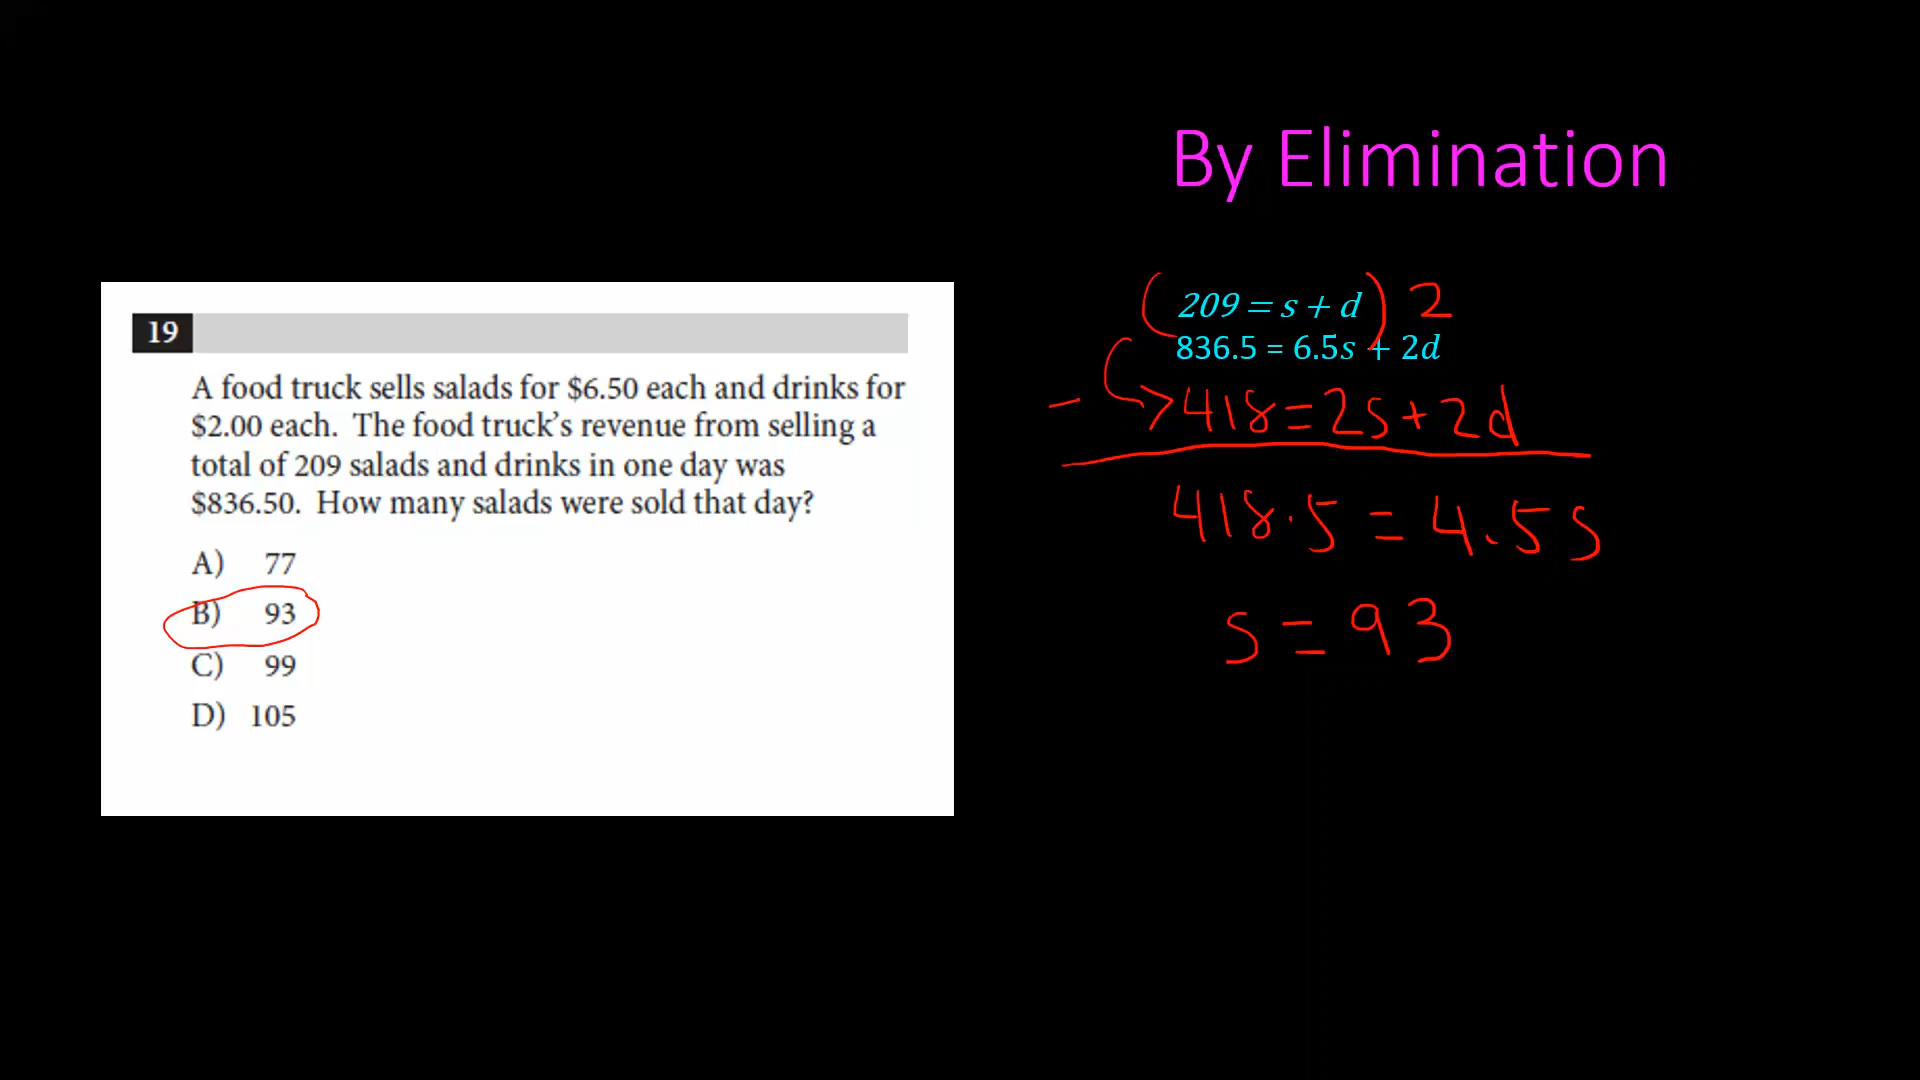 By Elimination
19
A food truck sells salads for $6.50 each and drinks for
$2.00 each. The food truck’s revenue from selling a
total of 209 salads and drinks in one day was
$836.50. How many salads were sold that day?
A) 77
B) 93
C) 99
D) 105
(209 = s + d) 2
836.5 = 6.5s + 2d
- 418 = 2s + 2d
418.5 = 4.5s
s = 93